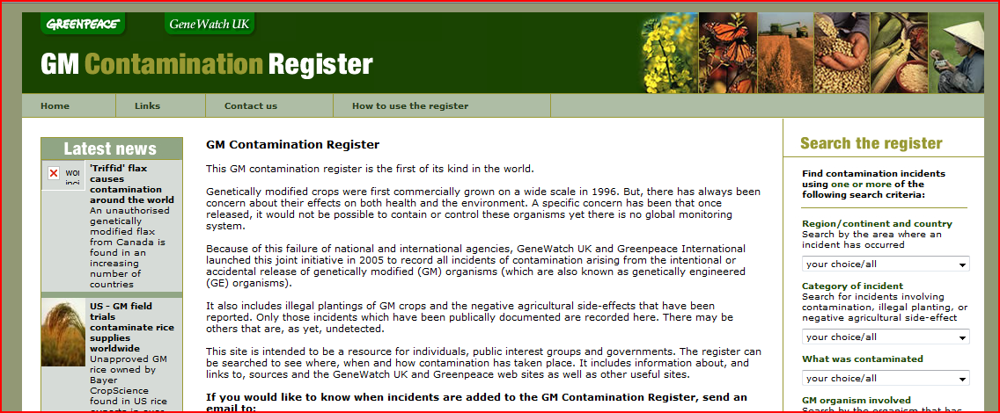 GREENPEACE
GeneWatch UK
GM Contamination Register
Home
Links
Contact us
How to use the register
Latest news
'Triffid' flax
causes
contamination
around the world
An unauthorised
genetically
modified flax
from Canada is
found in an
increasing
number of
countries
US - GM field
trials
contaminate rice
supplies
worldwide
Unapproved GM
rice owned by
Bayer
CropScience
found in US rice
GM Contamination Register
This GM contamination register is the first of its kind in the world.
Genetically modified crops were first commercially grown on a wide scale in 1996. But, there has always been
concern about their effects on both health and the environment. A specific concern has been that once
released, it would not be possible to contain or control these organisms yet there is no global monitoring
system.
Because of this failure of national and international agencies, GeneWatch UK and Greenpeace International
launched this joint initiative in 2005 to record all incidents of contamination arising from the intentional or
accidental release of genetically modified (GM) organisms (which are also known as genetically engineered
(GE) organisms).
It also includes illegal plantings of GM crops and the negative agricultural side-effects that have been
reported. Only those incidents which have been publically documented are recorded here. There may be
others that are, as yet, undetected.
This site is intended to be a resource for individuals, public interest groups and governments. The register can
be searched to see where, when and how contamination has taken place. It includes information about, and
links to, sources and the GeneWatch UK and Greenpeace web sites as well as other useful sites.
If you would like to know when incidents are added to the GM Contamination Register, send an
email to:
Search the register
Find contamination incidents
using one or more of the
following search criteria:
Region/continent and country
Search by the area where an
incident has occurred
your choice/all
Category of incident
Search for incidents involving
contamination, illegal planting, or
negative agricultural side-effect
your choice/all
What was contaminated
your choice/all
GM organism involved
Search by the organism that has